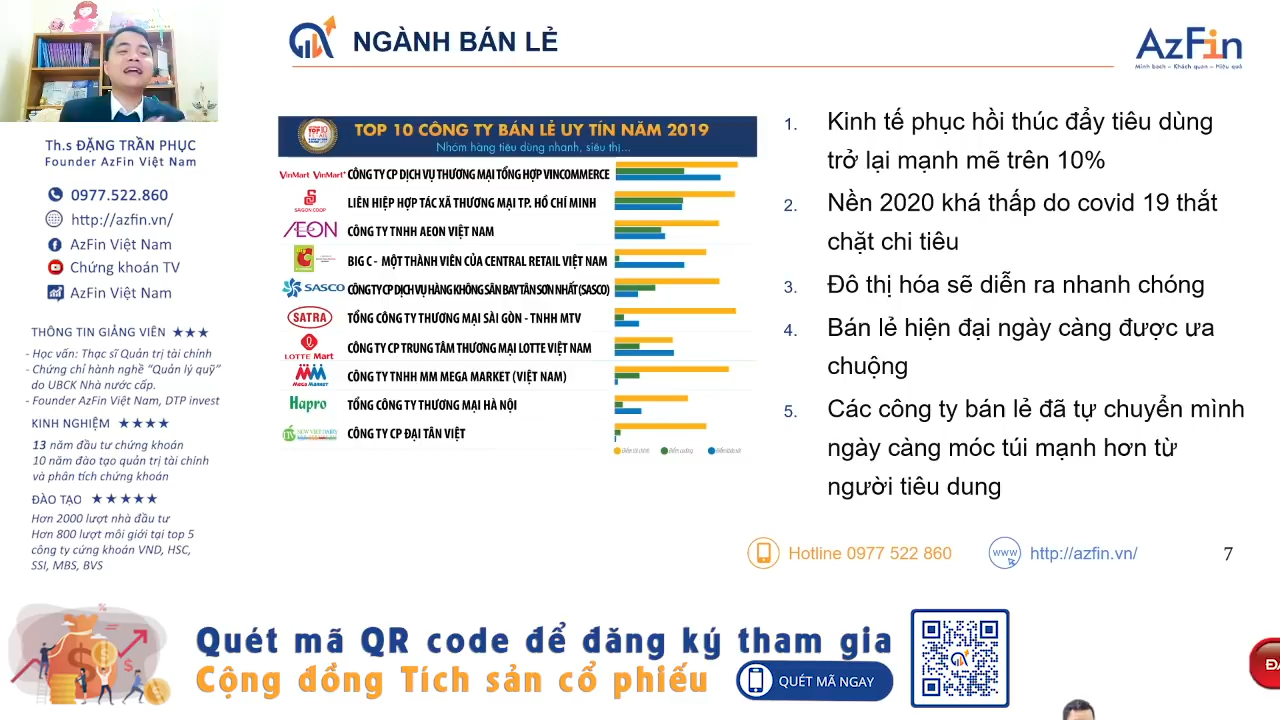 NGÀNH BÁN LẺ
AzFin
Minh bạch – Khách quan – Hiệu quả
Th.s ĐẶNG TRẦN PHỤC
Founder AzFin Việt Nam
0977.522.860
http://azfin.vn/
AzFin Việt Nam
Chứng khoán TV
AzFin Việt Nam
THÔNG TIN GIẢNG VIÊN ★★★
- Học vấn: Thạc sĩ Quản trị tài chính
- Chứng chỉ hành nghề “Quản lý quỹ”
do UBCK Nhà nước cấp.
- Founder AzFin Việt Nam, DTP invest
KINH NGHIỆM ★★★★
13 năm đầu tư chứng khoán
10 năm đào tạo quản trị tài chính
và phân tích chứng khoán
ĐÀO TẠO ★★★★★
Hơn 2000 lượt nhà đầu tư
Hơn 800 lượt môi giới tại top 5
công ty cứng khoán VND, HSC,
SSI, MBS, BVS
TOP 10 CÔNG TY BÁN LẺ UY TÍN NĂM 2019
Nhóm hàng tiêu dùng nhanh, siêu thị...
VinMart VinMart+ CÔNG TY CP DỊCH VỤ THƯƠNG MẠI TỔNG HỢP VINCOMMERCE
SAIGON CO.OP LIÊN HIỆP HỢP TÁC XÃ THƯƠNG MẠI TP. HỒ CHÍ MINH
AEON CÔNG TY TNHH AEON VIỆT NAM
BIG C - MỘT THÀNH VIÊN CỦA CENTRAL RETAIL VIỆT NAM
SASCO CÔNG TY CP DỊCH VỤ HÀNG KHÔNG SÂN BAY TÂN SƠN NHẤT (SASCO)
SATRA TỔNG CÔNG TY THƯƠNG MẠI SÀI GÒN - TNHH MTV
LOTTE Mart CÔNG TY CP TRUNG TÂM THƯƠNG MẠI LOTTE VIỆT NAM
MEGA MARKET CÔNG TY TNHH MM MEGA MARKET (VIỆT NAM)
Hapro TỔNG CÔNG TY THƯƠNG MẠI HÀ NỘI
CÔNG TY CP ĐẠI TÂN VIỆT
1. Kinh tế phục hồi thúc đẩy tiêu dùng
trở lại mạnh mẽ trên 10%
2. Nền 2020 khá thấp do covid 19 thắt
chặt chi tiêu
3. Đô thị hóa sẽ diễn ra nhanh chóng
4. Bán lẻ hiện đại ngày càng được ưa
chuộng
5. Các công ty bán lẻ đã tự chuyển mình
ngày càng móc túi mạnh hơn từ
người tiêu dung
Hotline 0977 522 860
www http://azfin.vn/
7
Quét mã QR code để đăng ký tham gia
Cộng đồng Tích sản cổ phiếu
QUÉT MÃ NGAY